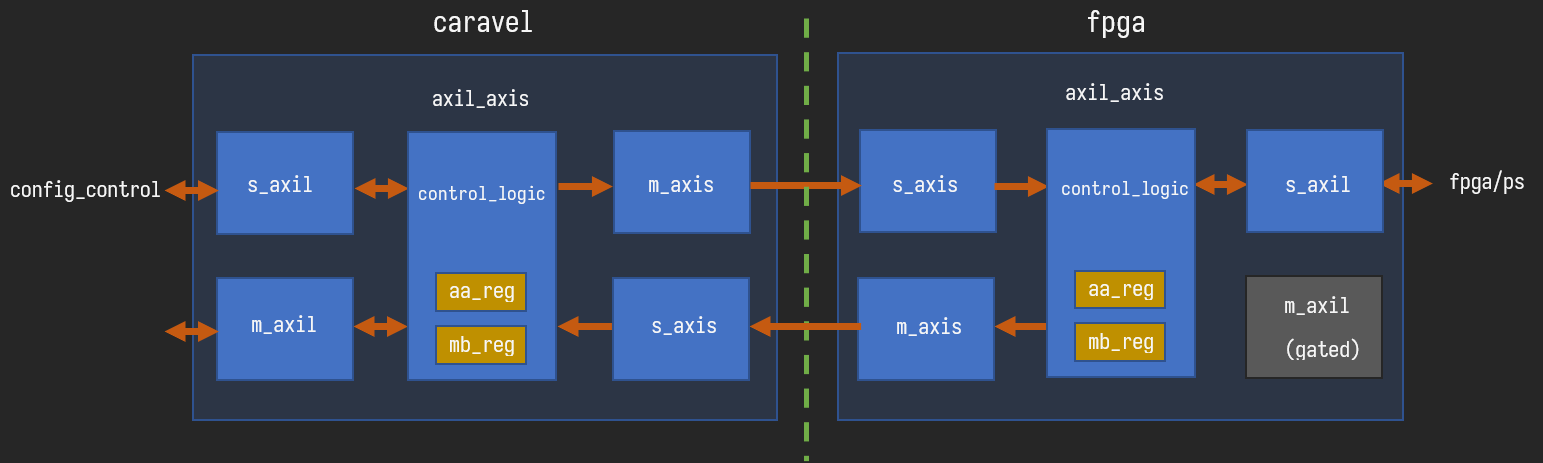 caravel
fpga
axil_axis
axil_axis
config_control
s_axil
control_logic
m_axis
s_axis
control_logic
s_axil
fpga/ps
m_axil
aa_reg
mb_reg
s_axis
m_axis
aa_reg
mb_reg
m_axil
(gated)